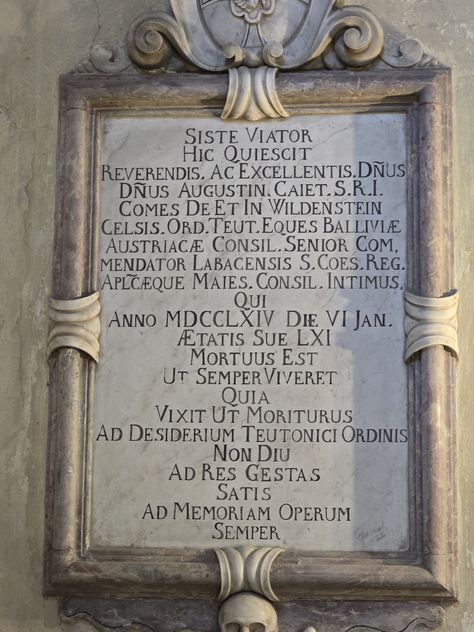 Siste Viator
Hic Quiescit
Reverendis. Ac Excellentis. Dñus
Dñus Augustin. Caiet. S. R. I.
Comes De Et In Wildenstein
Celsis. Ord. Teut. Eques Balliviæ
Austriacæ Consil. Senior Com,
mendator Labacensis S. Coes. Reg.
Aplĩcæque Maies. Consil. Intimus,
Qui
Anno MDCCLXIV Die VI Jan.
Ætatis Sue LXI
Mortuus Est
Ut Semper Viveret
Quia
Vixit Ut Moriturus
Ad Desiderium Teutonici Ordinis
Non Diu
Ad Res Gestas
Satis
Ad Memoriam Operum
Semper